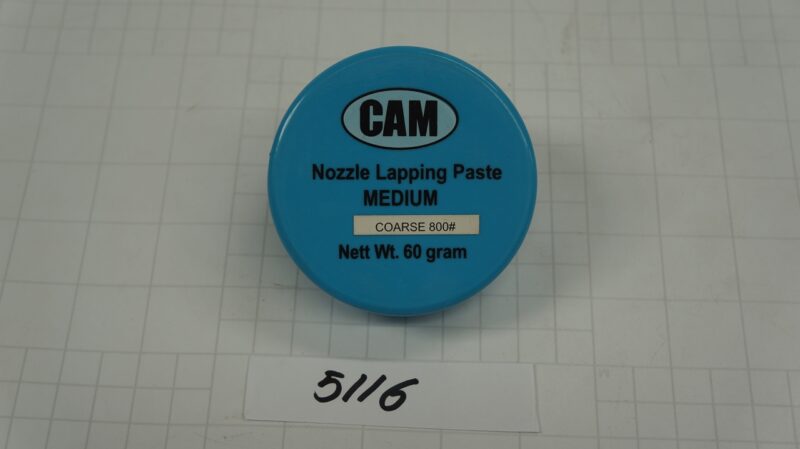 CAM
Nozzle Lapping Paste
MEDIUM
COARSE 800#
Nett Wt. 60 gram
5116